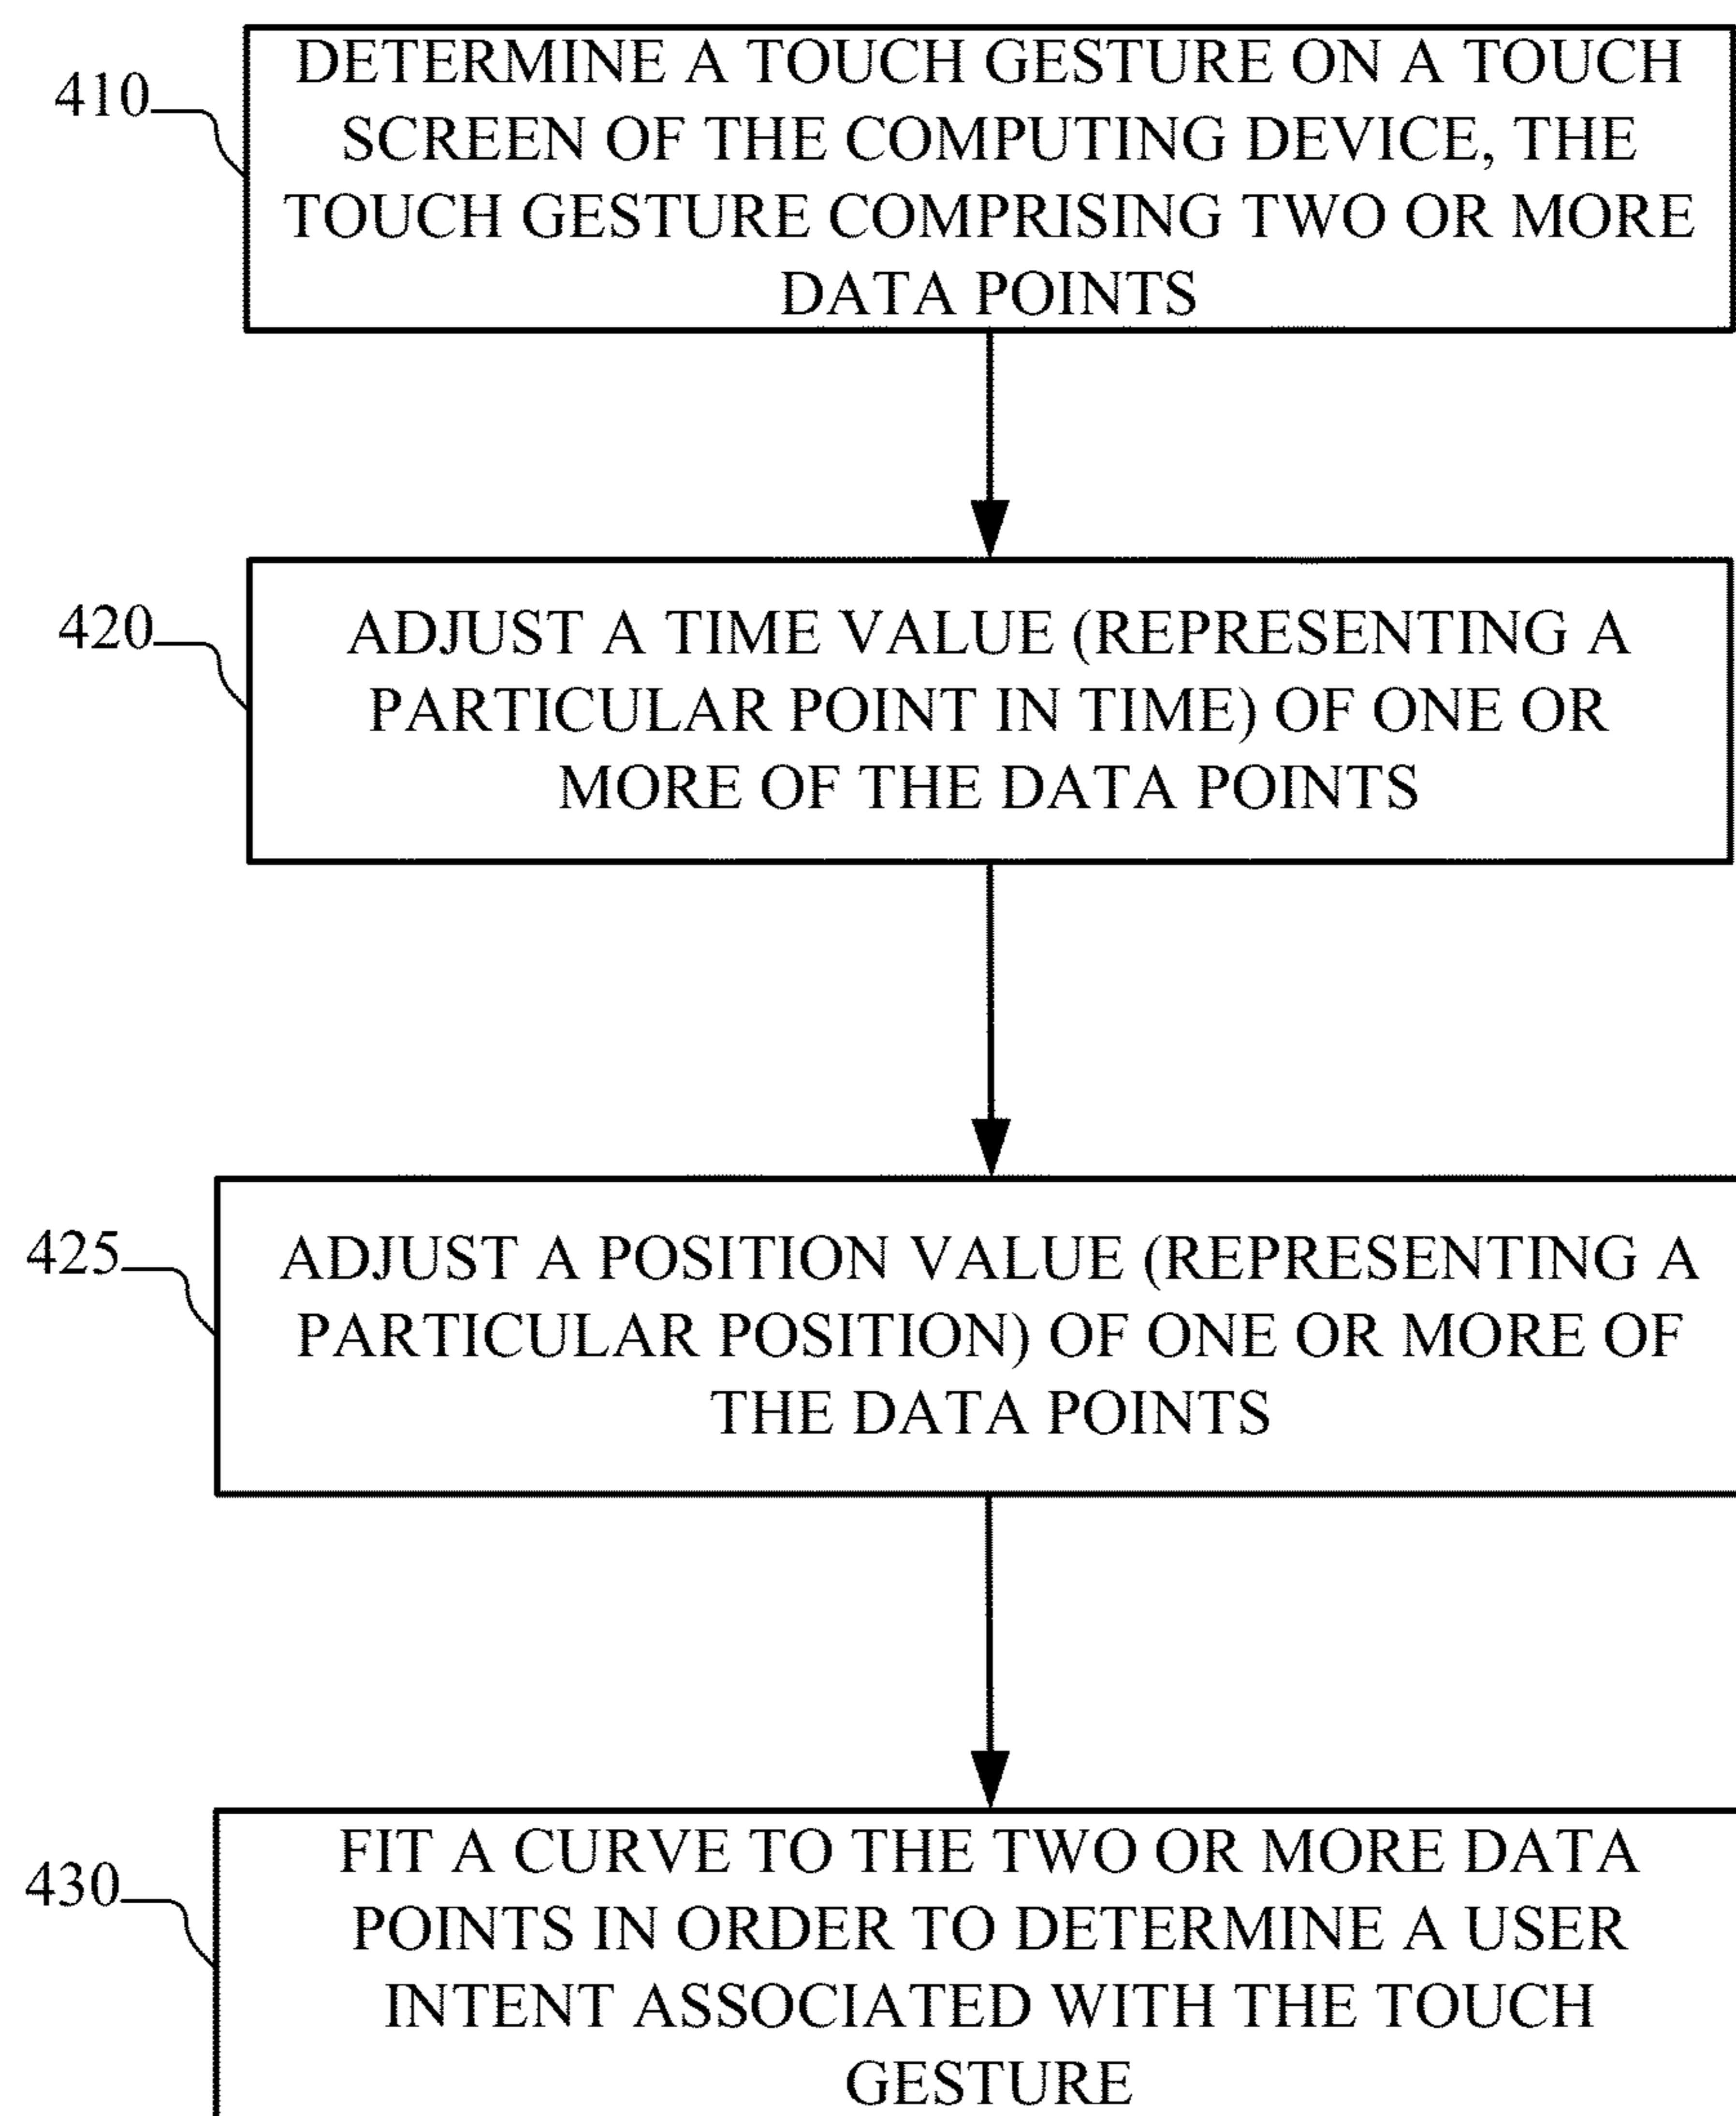 410
DETERMINE A TOUCH GESTURE ON A TOUCH
SCREEN OF THE COMPUTING DEVICE, THE
TOUCH GESTURE COMPRISING TWO OR MORE
DATA POINTS
420
ADJUST A TIME VALUE (REPRESENTING A
PARTICULAR POINT IN TIME) OF ONE OR
MORE OF THE DATA POINTS
425
ADJUST A POSITION VALUE (REPRESENTING A
PARTICULAR POSITION) OF ONE OR MORE OF
THE DATA POINTS
430
FIT A CURVE TO THE TWO OR MORE DATA
POINTS IN ORDER TO DETERMINE A USER
INTENT ASSOCIATED WITH THE TOUCH
GESTURE